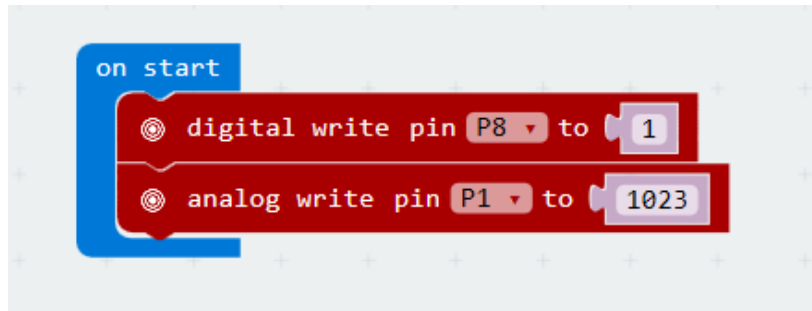 on start
digital write pin P8 to 1
analog write pin P1 to 1023